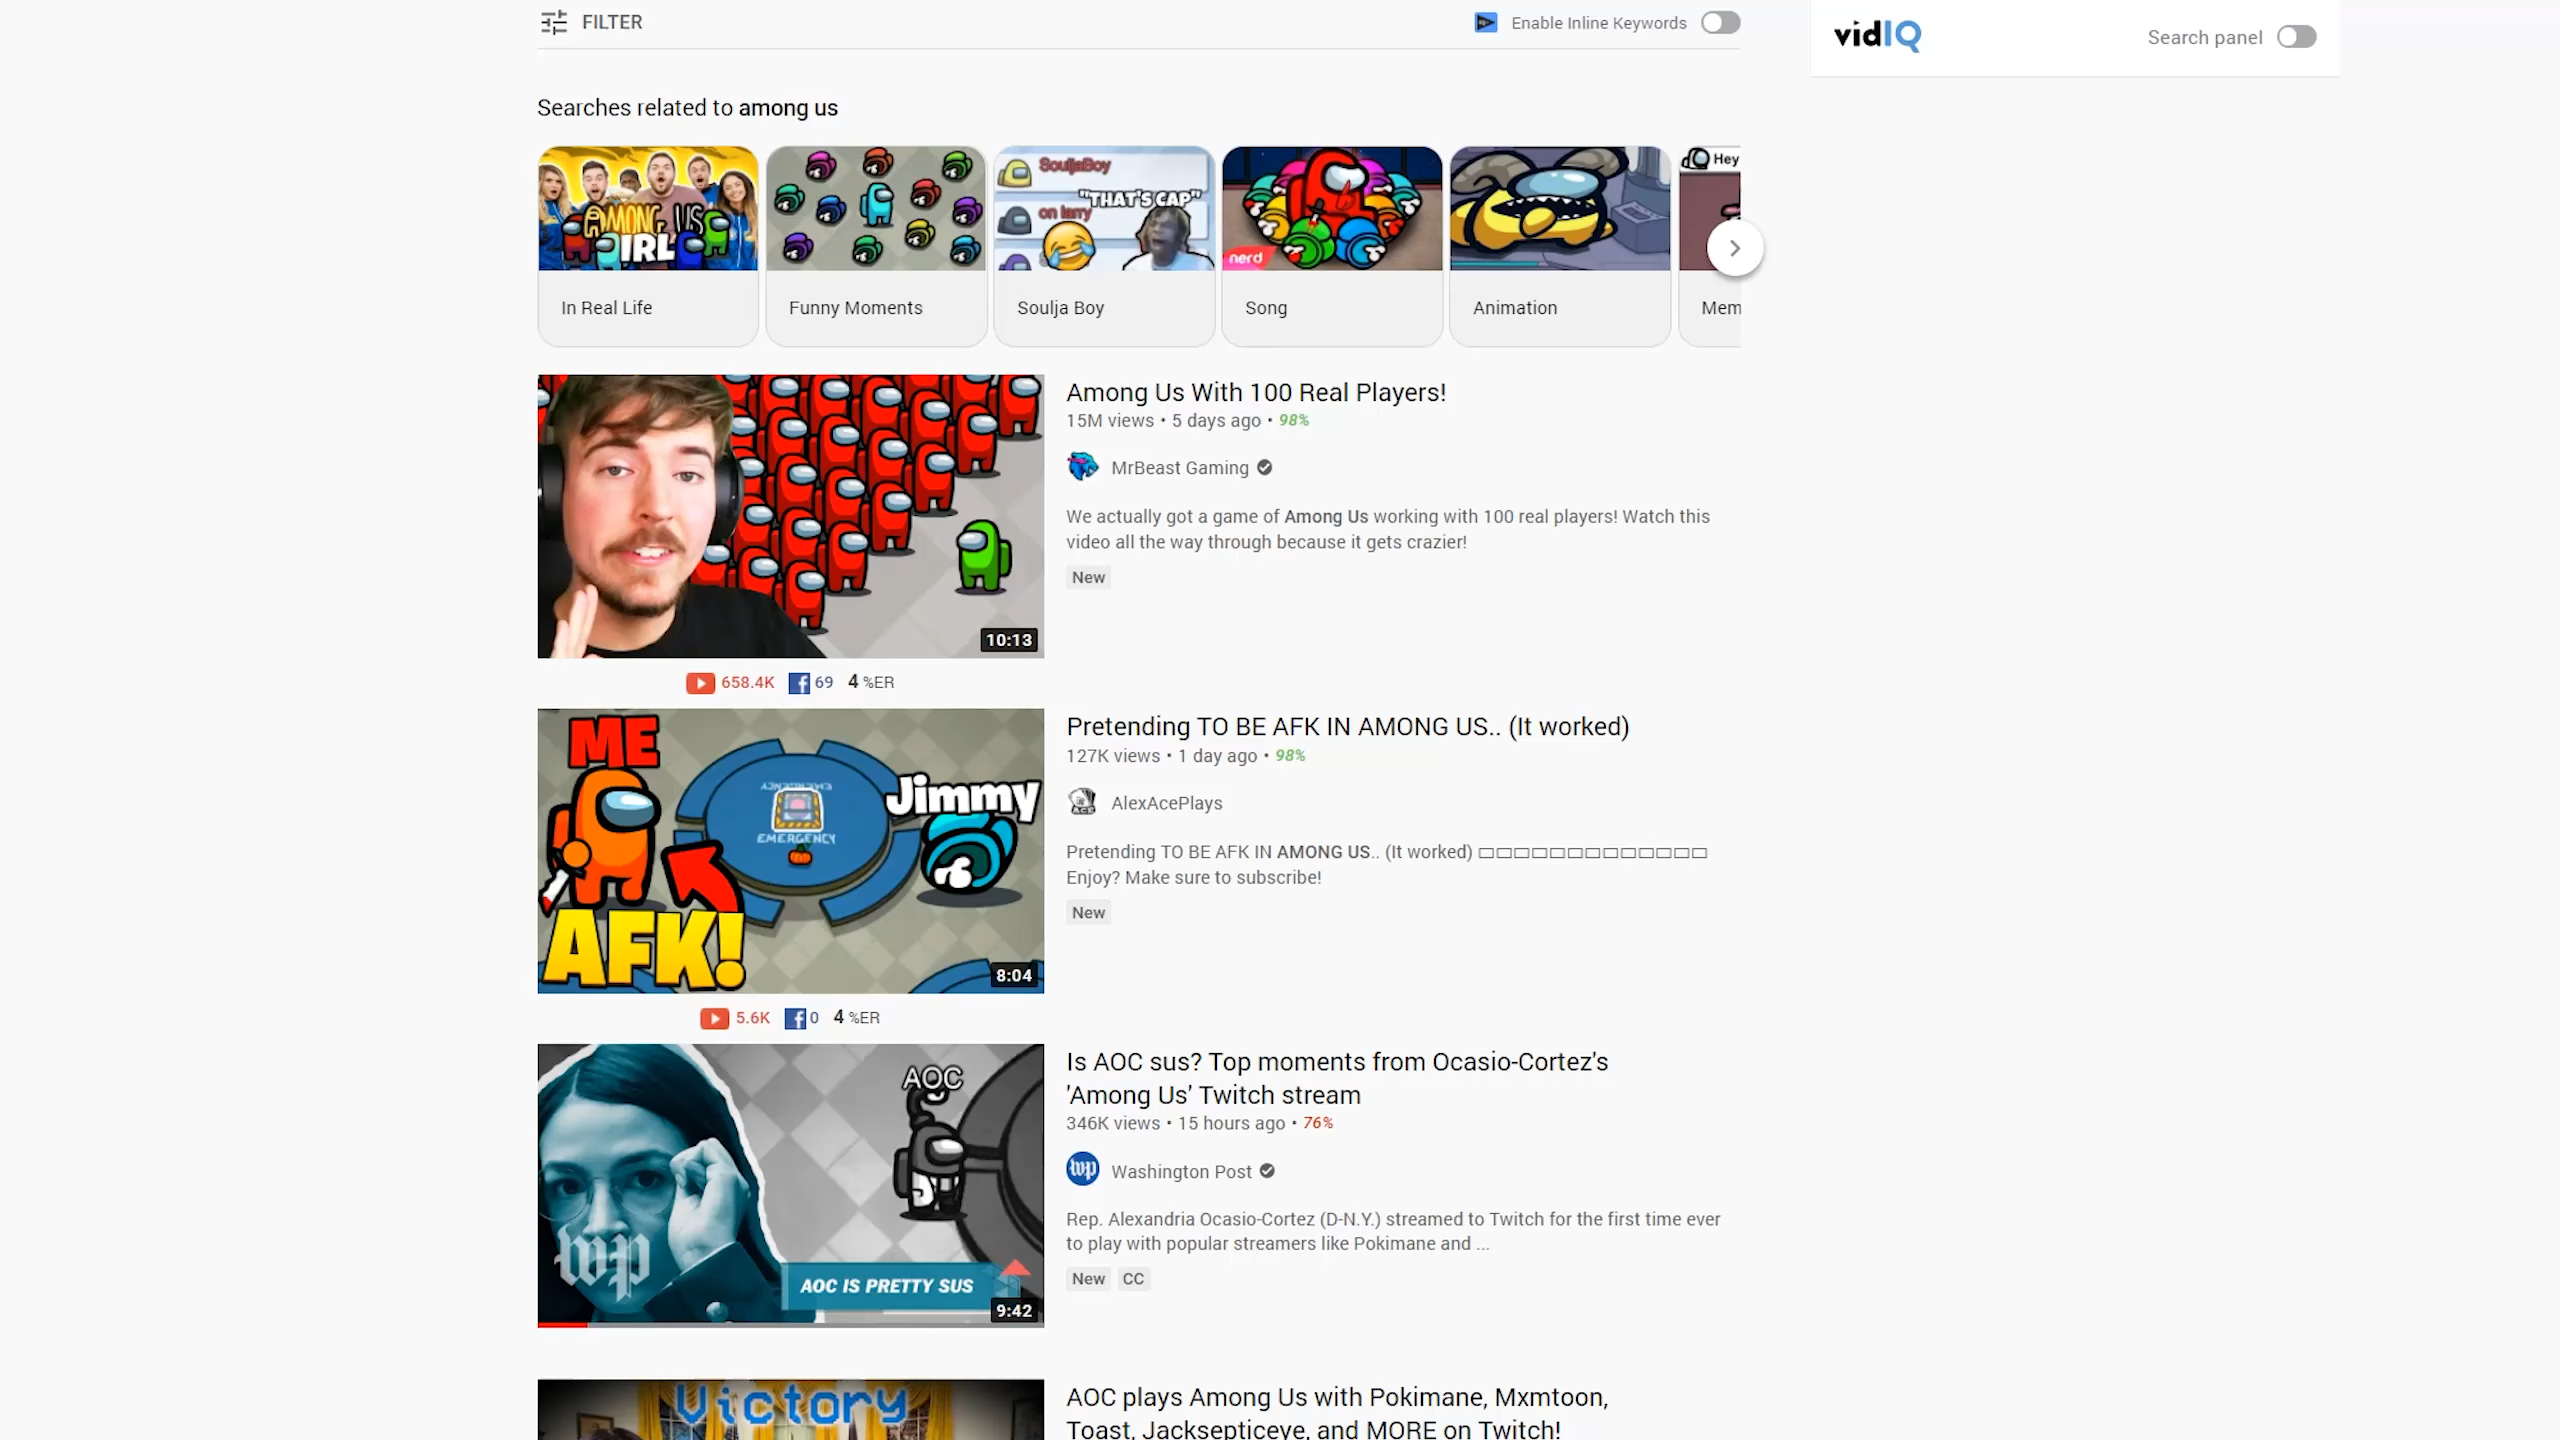 FILTER
Enable Inline Keywords
vidIQ
Search panel
Searches related to among us
AMONG US
IRL
SouljaBoy
"THAT'S CAP"
on larry
nerd
Hey
In Real Life
Funny Moments
Soulja Boy
Song
Animation
Mem
Among Us With 100 Real Players!
15M views • 5 days ago • 98%
MrBeast Gaming
We actually got a game of Among Us working with 100 real players! Watch this
video all the way through because it gets crazier!
New
10:13
658.4K 69 4 %ER
ME
Jimmy
EMERGENCY
EMERGENCY
AFK!
8:04
Pretending TO BE AFK IN AMONG US.. (It worked)
127K views • 1 day ago • 98%
AlexAcePlays
Pretending TO BE AFK IN AMONG US.. (It worked) □□□□□□□□□□□□□
Enjoy? Make sure to subscribe!
New
5.6K 0 4 %ER
AOC
wp
AOC IS PRETTY SUS
9:42
Is AOC sus? Top moments from Ocasio-Cortez's
'Among Us' Twitch stream
346K views • 15 hours ago • 76%
wp Washington Post
Rep. Alexandria Ocasio-Cortez (D-N.Y.) streamed to Twitch for the first time ever
to play with popular streamers like Pokimane and ...
New CC
Victory
AOC plays Among Us with Pokimane, Mxmtoon,
Toast, Jacksepticeye, and MORE on Twitch!